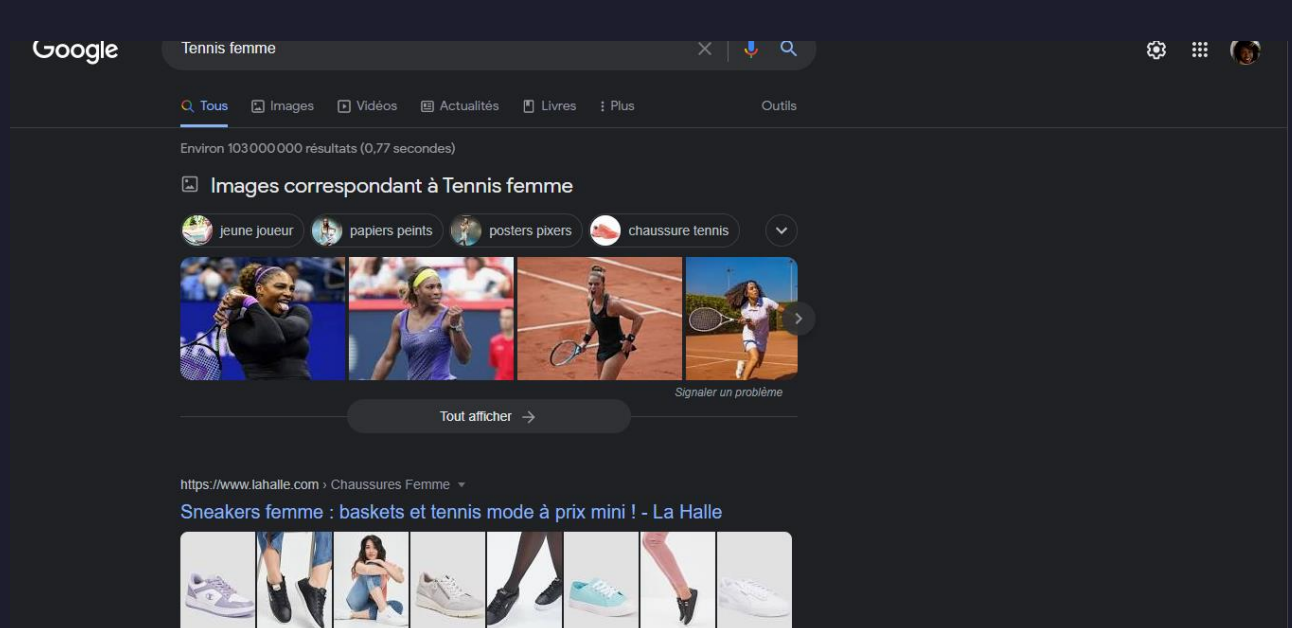 Google
Tennis femme
Tous Images Vidéos Actualités Livres Plus Outils
Environ 103 000 000 résultats (0,77 secondes)
Images correspondant à Tennis femme
jeune joueur papiers peints posters pixers chaussure tennis
Signaler un problème
Tout afficher →
https://www.lahalle.com › Chaussures Femme
Sneakers femme : baskets et tennis mode à prix mini ! - La Halle